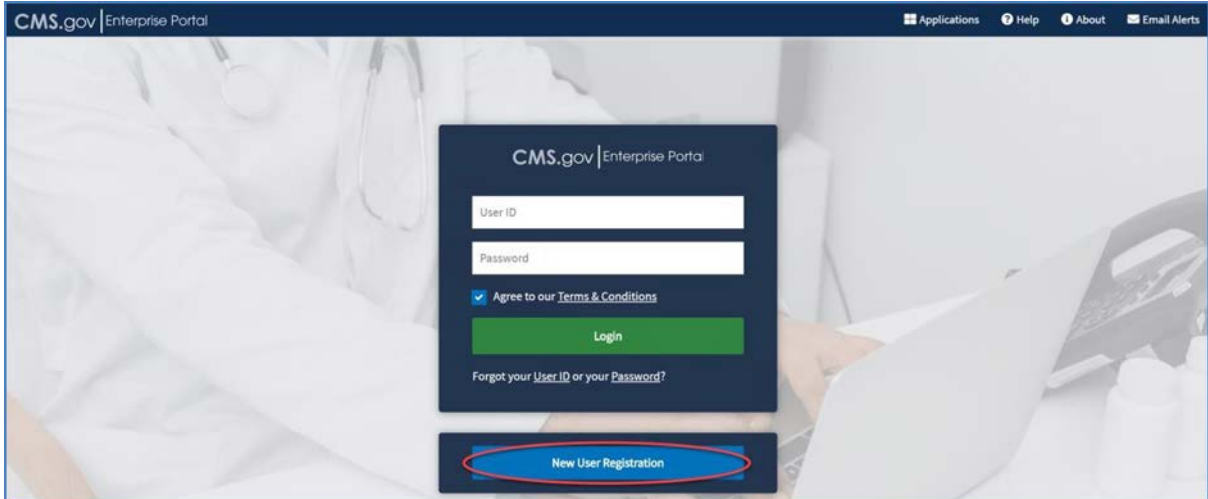 CMS.gov Enterprise Portal
Applications Help About Email Alerts
CMS.gov Enterprise Portal
User ID
Password
Agree to our Terms & Conditions
Login
Forgot your User ID or your Password?
New User Registration